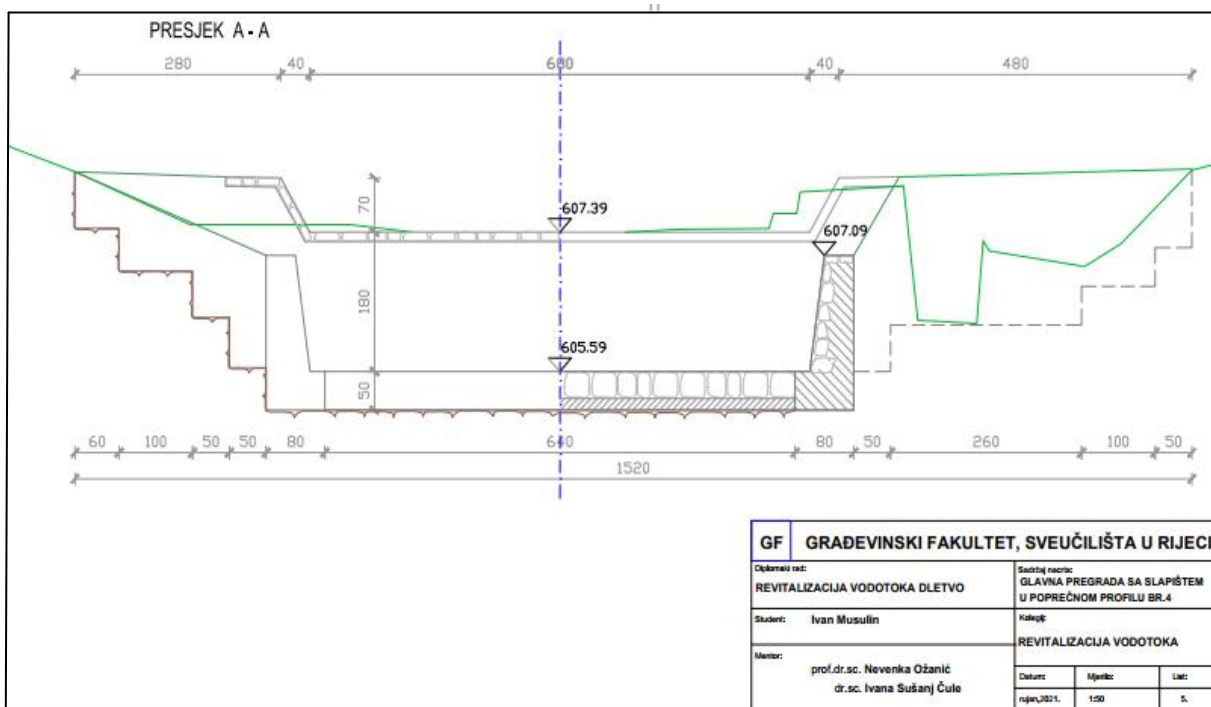 PRESJEK A - A
280 40 680 40 480
70
607.39
607.09
180
605.59
50
60 100 50 50 80 640 80 50 260 100 50
1520
GF GRAĐEVINSKI FAKULTET, SVEUČILIŠTA U RIJECI
Diplomski rad:
REVITALIZACIJA VODOTOKA DLETVO
Sadržaj nacrta:
GLAVNA PREGRADA SA SLAPIŠTEM
U POPREČNOM PROFILU BR.4
Student: Ivan Musulin
Kolegij:
REVITALIZACIJA VODOTOKA
Mentor:
prof.dr.sc. Nevenka Ožanić
dr.sc. Ivana Sušanj Čule
Datum: Mjerilo: List:
rujan,2021. 1:50 5.